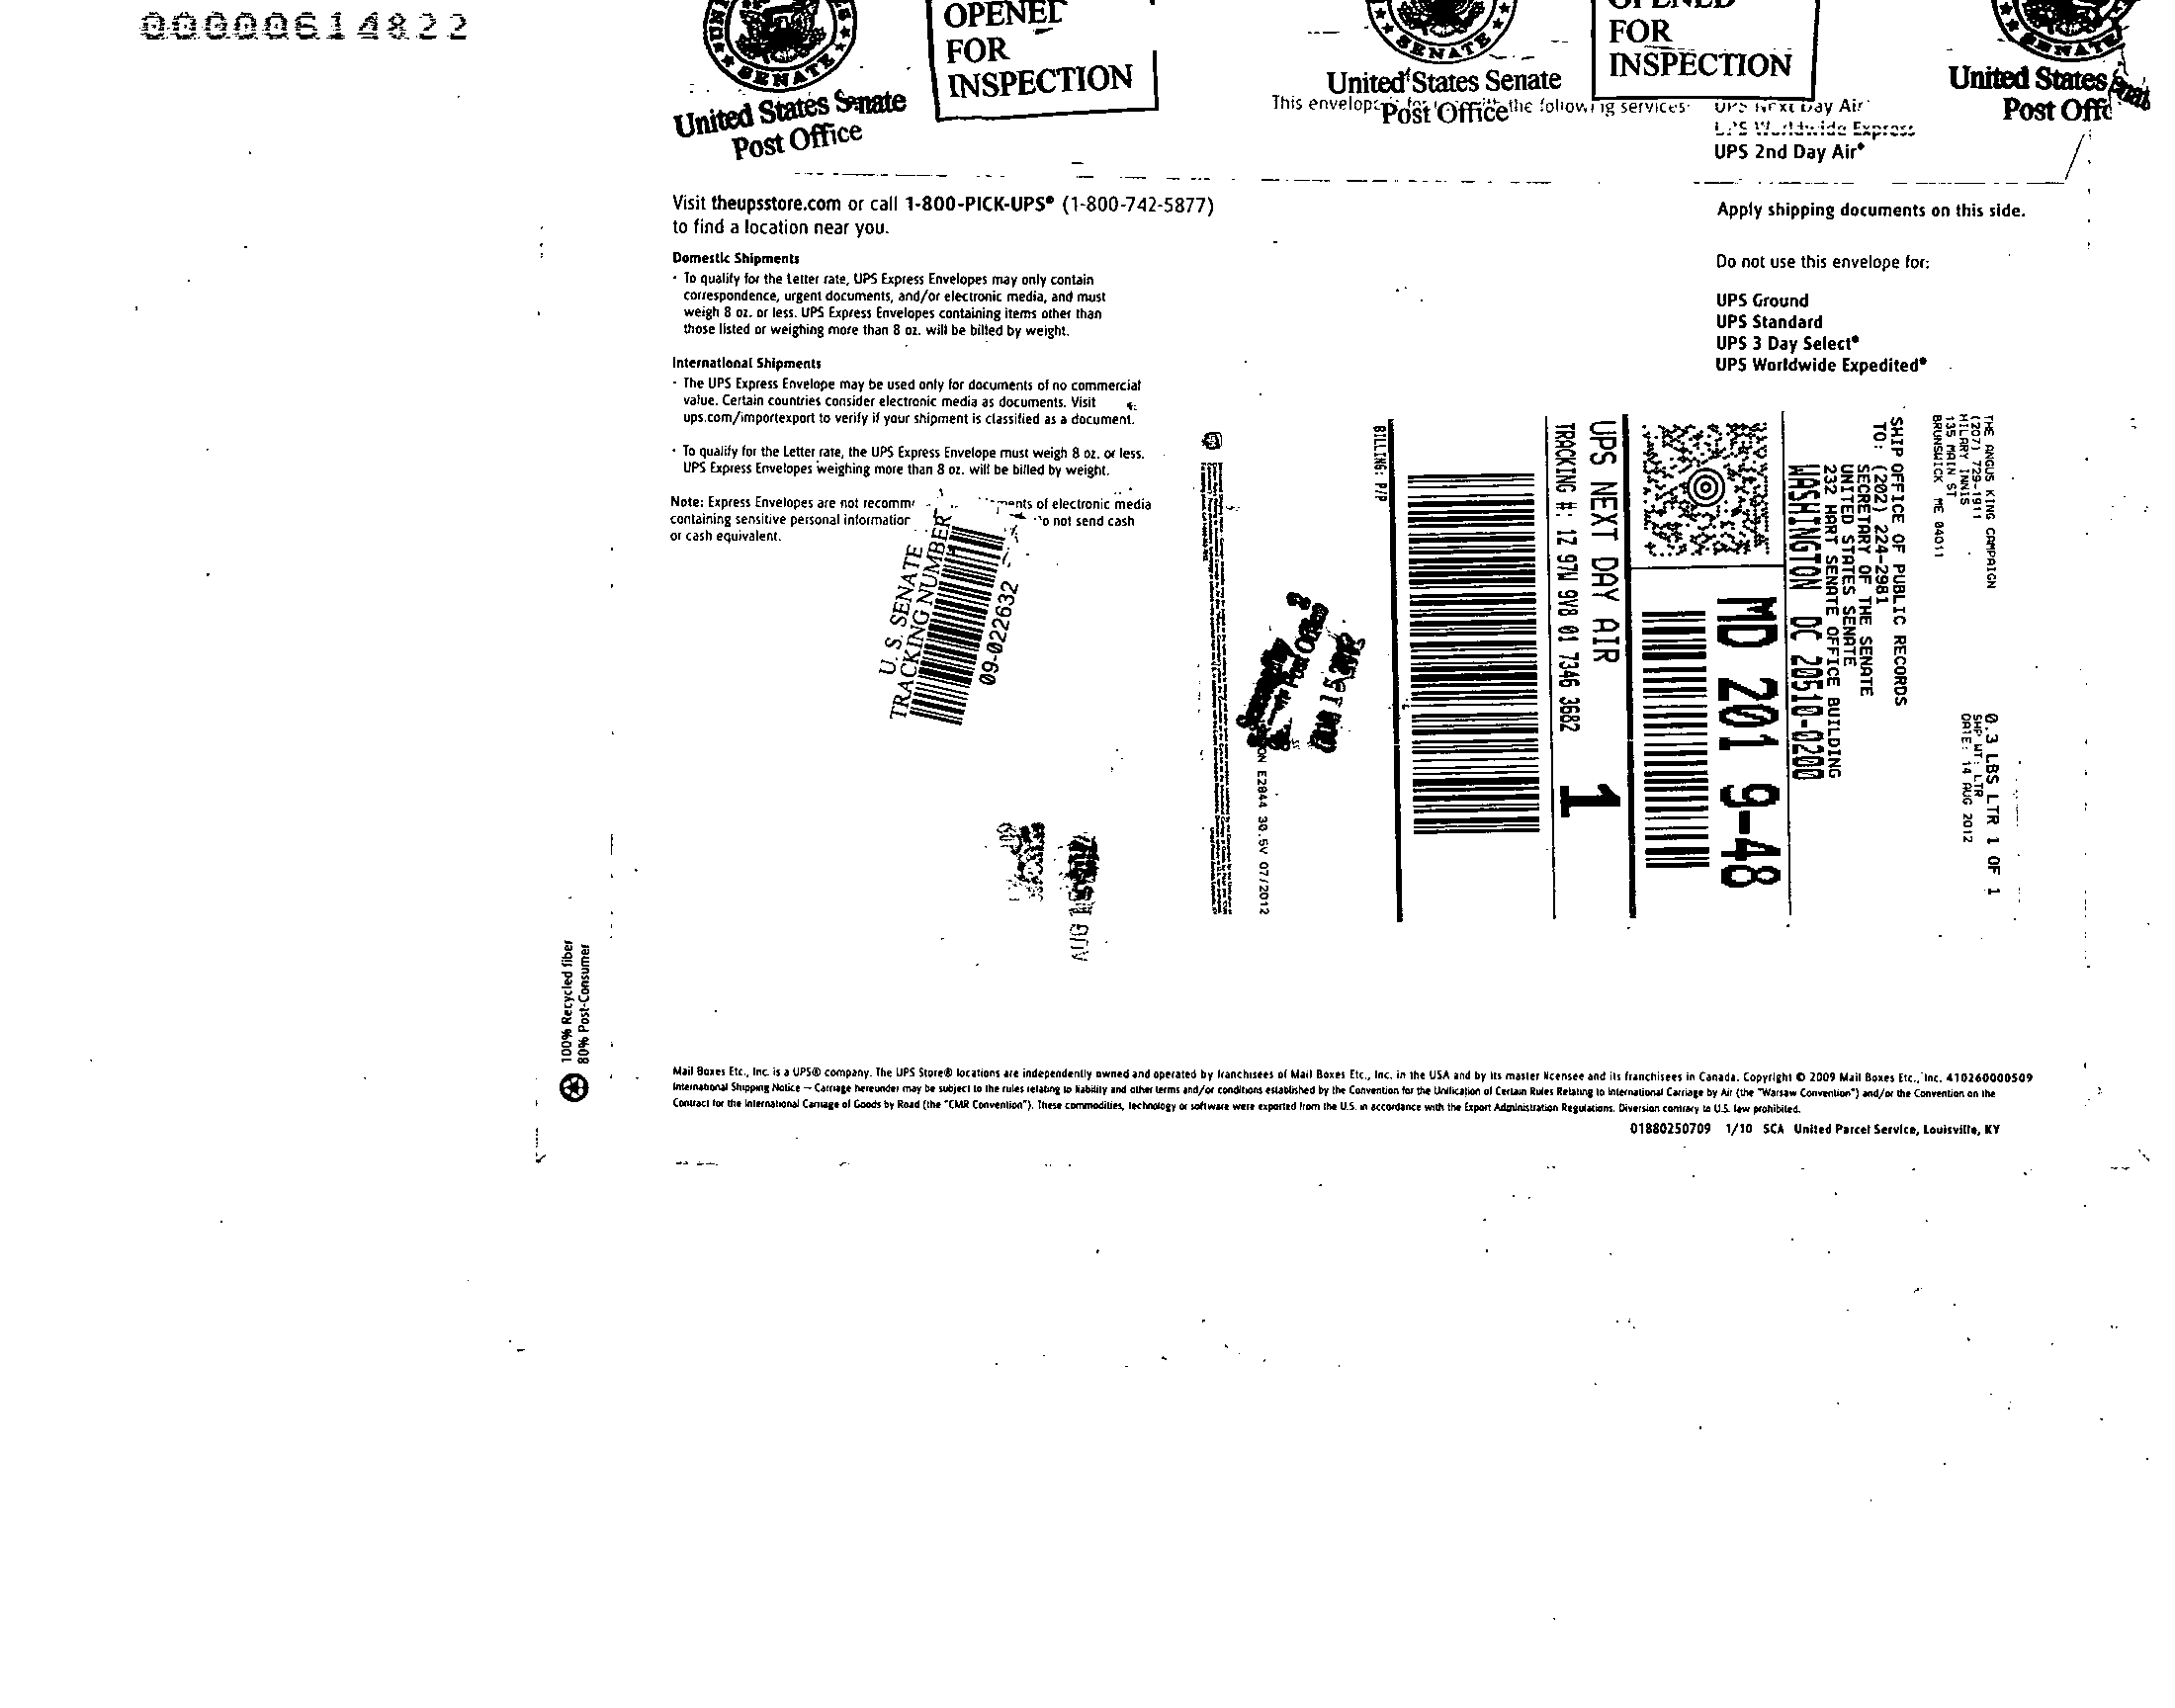 00000614822
SENATE
United States Senate
Post Office
FOR
INSPECTION
SENATE
United States Senate
Post Office
FOR
INSPECTION
SENATE
United States
This envelope the following services:
UPS Next Day Air
UPS Worldwide Express
UPS 2nd Day Air®
Visit theupsstore.com or call 1-800-PICK-UPS® (1-800-742-5877)
to find a location near you.
Domestic Shipments
· To qualify for the Letter rate, UPS Express Envelopes may only contain
correspondence, urgent documents, and/or electronic media, and must
weigh 8 oz. or less. UPS Express Envelopes containing items other than
those listed or weighing more than 8 oz. will be billed by weight.
International Shipments
· The UPS Express Envelope may be used only for documents of no commercial
value. Certain countries consider electronic media as documents. Visit
ups.com/importexport to verify if your shipment is classified as a document.
· To qualify for the Letter rate, the UPS Express Envelope must weigh 8 oz. or less.
UPS Express Envelopes weighing more than 8 oz. will be billed by weight.
Note: Express Envelopes are not of electronic media
containing sensitive personal not send cash
or cash equivalent.
Apply shipping documents on this side.
Do not use this envelope for:
UPS Ground
UPS Standard
UPS 3 Day Select®
UPS Worldwide Expedited®
U. S. SENATE
TRACKING NUMBER
09-022632
THE ANGUS KING CAMPAIGN
(207) 729-1911
HILARY INNIS
135 MAIN ST
BRUNSWICK ME 04011
0.3 LBS LTR 1 OF 1
SHP WT: LTR
DATE: 14 AUG 2012
SHIP OFFICE OF PUBLIC RECORDS
TO: (202) 224-2981
SECRETARY OF THE SENATE
UNITED STATES SENATE
232 HART SENATE OFFICE BUILDING
WASHINGTON DC 20510-0200
MD 201 9-48
UPS NEXT DAY AIR
1
TRACKING #: 1Z 97W 9V8 01 7346 3682
BILLING: P/P
E2844 30.5V 07/2012
100% Recycled fiber
80% Post-Consumer
Mail Boxes Etc., Inc. is a UPS® company. The UPS Store® locations are independently owned and operated by franchisees of Mail Boxes Etc., Inc. in the USA and by its master licensee and its franchisees in Canada. Copyright © 2009 Mail Boxes Etc., Inc. 410260000509
International Shipping Notice — Carriage hereunder may be subject to the rules relating to liability and other terms and/or conditions established by the Convention for the Unification of Certain Rules Relating to International Carriage by Air (the "Warsaw Convention") and/or the Convention on the
Contract for the International Carriage of Goods by Road (the "CMR Convention"). These commodities, technology or software were exported from the U.S. in accordance with the Export Administration Regulations. Diversion contrary to U.S. law prohibited.
01880250709 1/10 SCA United Parcel Service, Louisville, KY